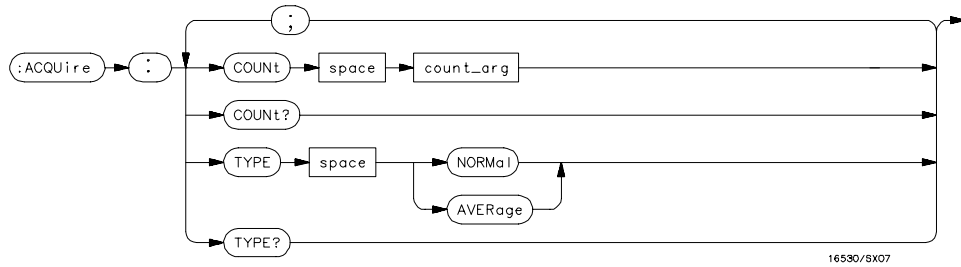 ;
:ACQUire : COUNt space count_arg
COUNt?
TYPE space NORMal
AVERage
TYPE?
16530/SX07